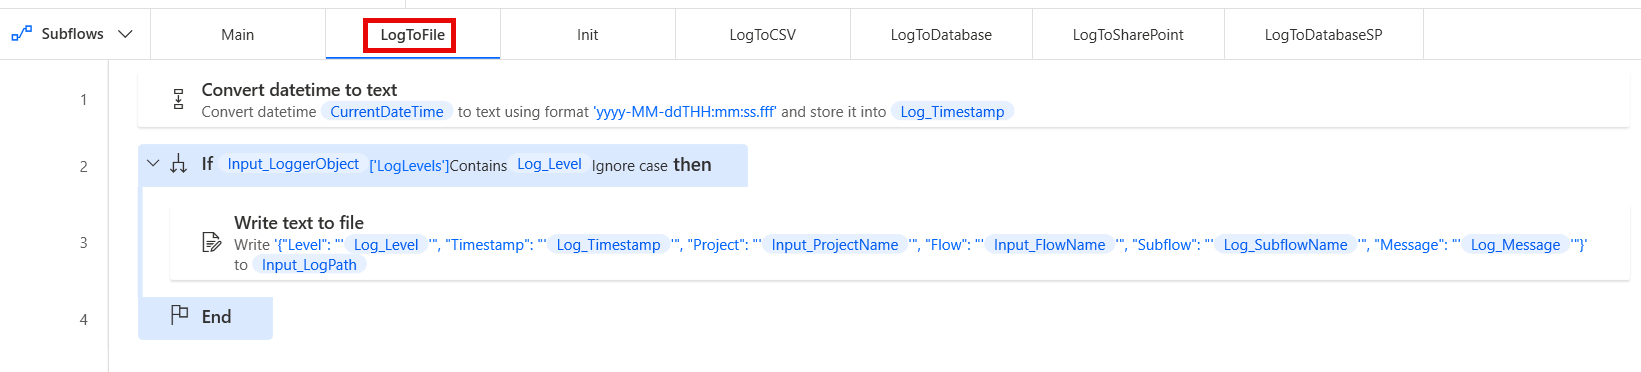 Subflows Main LogToFile Init LogToCSV LogToDatabase LogToSharePoint LogToDatabaseSP
1 Convert datetime to text
Convert datetime CurrentDateTime to text using format 'yyyy-MM-ddTHH:mm:ss.fff' and store it into Log_Timestamp
2 If Input_LoggerObject ['LogLevels']Contains Log_Level Ignore case then
Write text to file
3 Write '{"Level": "' Log_Level '", "Timestamp": "' Log_Timestamp '", "Project": "' Input_ProjectName '", "Flow": "' Input_FlowName '", "Subflow": "' Log_SubflowName '", "Message": "' Log_Message '"}'
to Input_LogPath
4 End